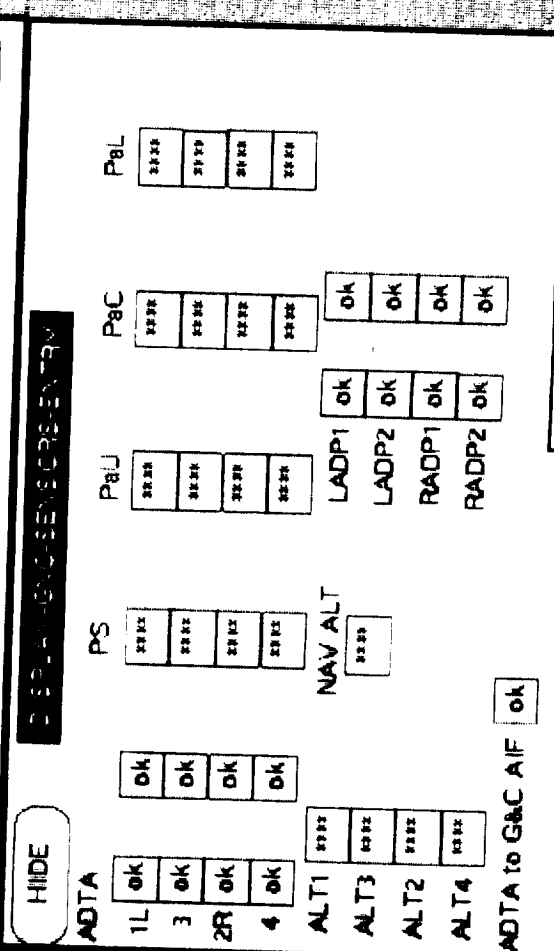 HIDE
ADTA PS PaU PaC PaL
1L ok ok **** **** **** ****
3 ok ok **** **** **** ****
2R ok ok **** **** **** ****
4 ok ok **** **** **** ****
ALT1 **** NAV ALT LADP1 ok ok
ALT3 **** **** LADP2 ok ok
ALT2 **** RADP1 ok ok
ALT4 **** RADP2 ok ok
ADTA to G&C AIF ok